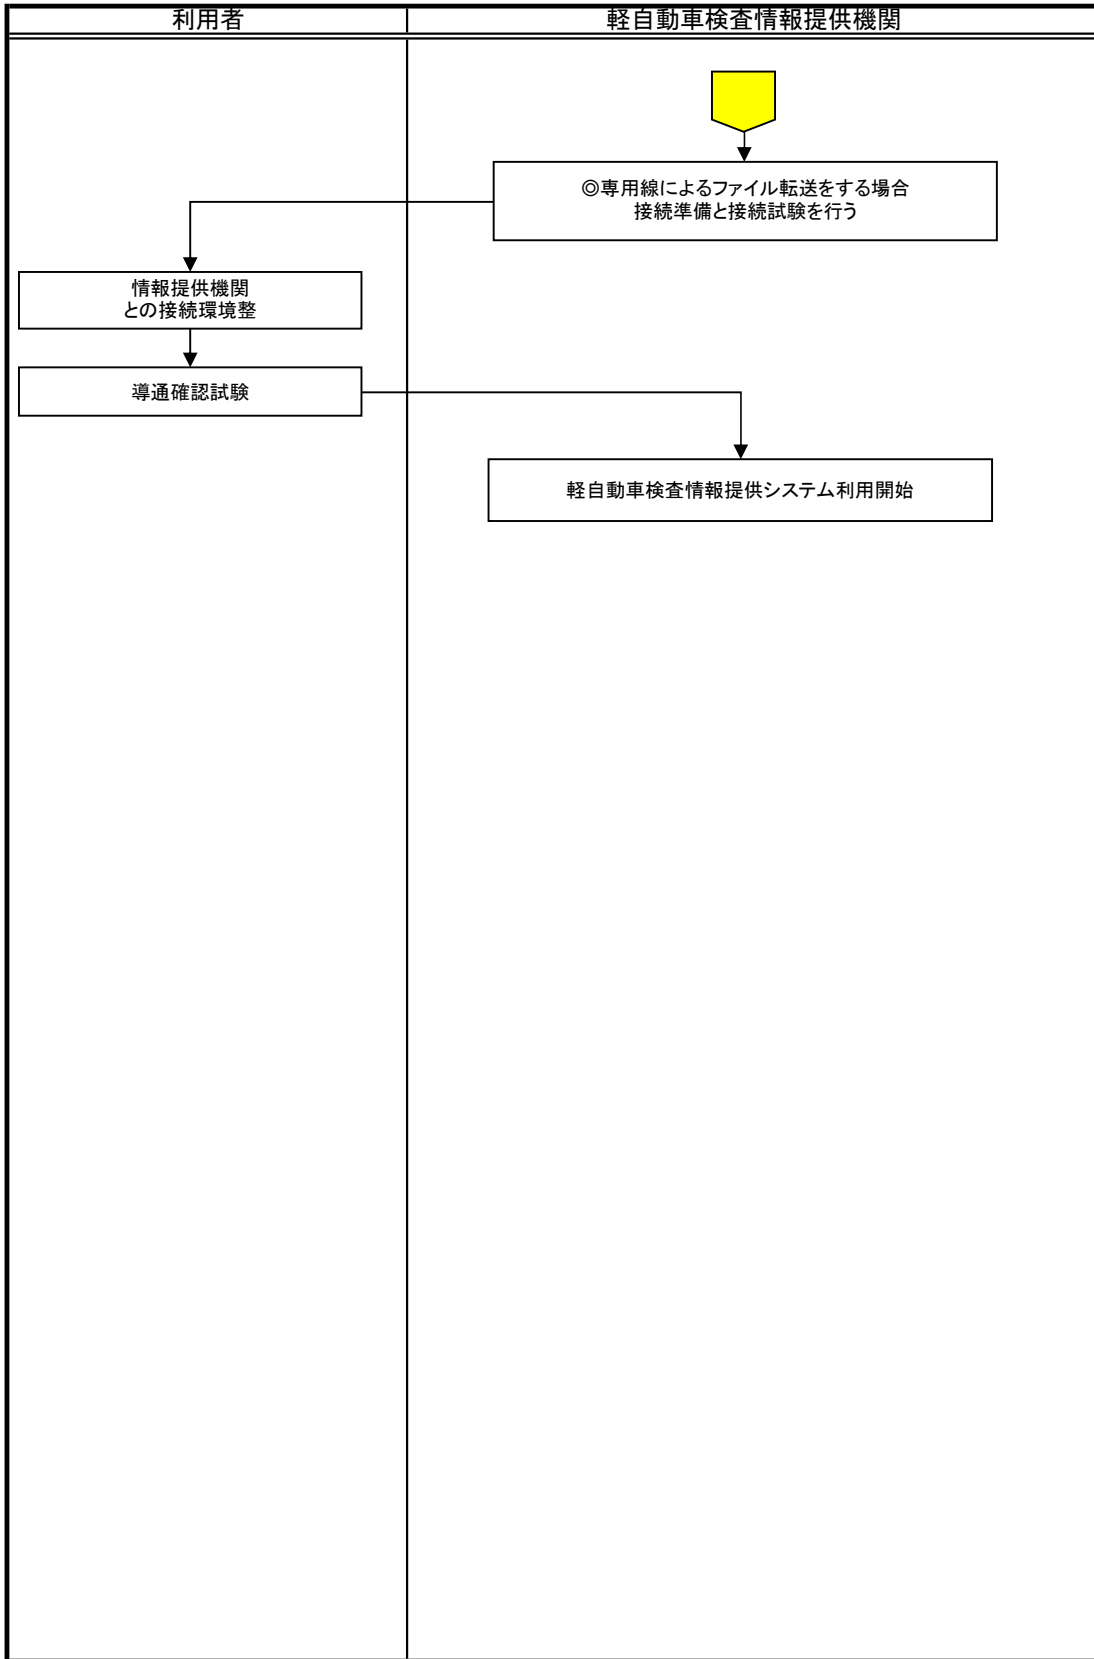 利用者
軽自動車検査情報提供機関
◎専用線によるファイル転送をする場合
接続準備と接続試験を行う
情報提供機関
との接続環境整
導通確認試験
軽自動車検査情報提供システム利用開始